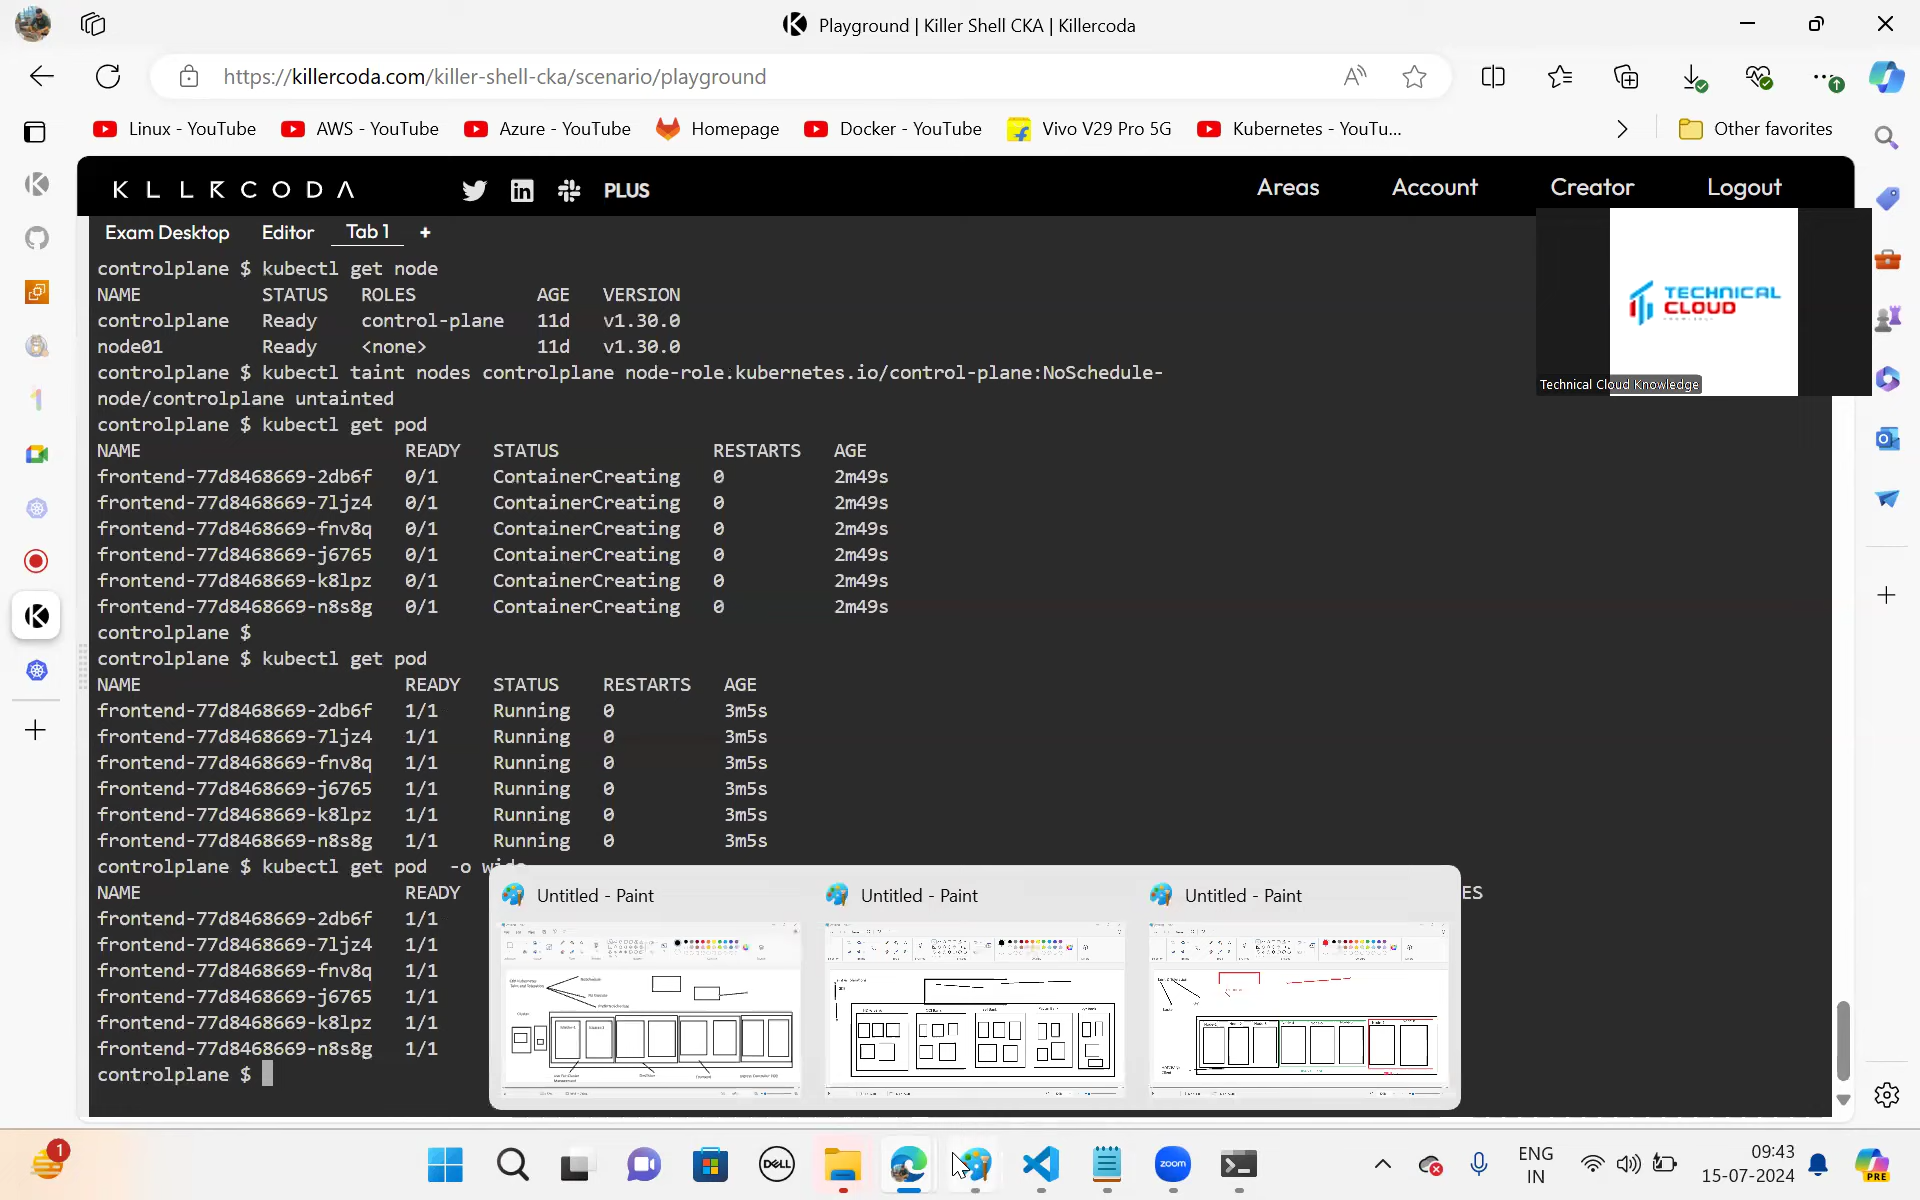 Playground | Killer Shell CKA | Killercoda
https://killercoda.com/killer-shell-cka/scenario/playground
Linux - YouTube
AWS - YouTube
Azure - YouTube
Homepage
Docker - YouTube
Vivo V29 Pro 5G
Kubernetes - YouTu...
Other favorites
KLLRCODA
PLUS
Areas
Account
Creator
Logout
Exam Desktop
Editor
Tab 1
+
TECHNICAL
CLOUD
Technical Cloud Knowledge
controlplane $ kubectl get node
NAME STATUS ROLES AGE VERSION
controlplane Ready control-plane 11d v1.30.0
node01 Ready <none> 11d v1.30.0
controlplane $ kubectl taint nodes controlplane node-role.kubernetes.io/control-plane:NoSchedule-
node/controlplane untainted
controlplane $ kubectl get pod
NAME READY STATUS RESTARTS AGE
frontend-77d8468669-2db6f 0/1 ContainerCreating 0 2m49s
frontend-77d8468669-7ljz4 0/1 ContainerCreating 0 2m49s
frontend-77d8468669-fnv8q 0/1 ContainerCreating 0 2m49s
frontend-77d8468669-j6765 0/1 ContainerCreating 0 2m49s
frontend-77d8468669-k8lpz 0/1 ContainerCreating 0 2m49s
frontend-77d8468669-n8s8g 0/1 ContainerCreating 0 2m49s
controlplane $
controlplane $ kubectl get pod
NAME READY STATUS RESTARTS AGE
frontend-77d8468669-2db6f 1/1 Running 0 3m5s
frontend-77d8468669-7ljz4 1/1 Running 0 3m5s
frontend-77d8468669-fnv8q 1/1 Running 0 3m5s
frontend-77d8468669-j6765 1/1 Running 0 3m5s
frontend-77d8468669-k8lpz 1/1 Running 0 3m5s
frontend-77d8468669-n8s8g 1/1 Running 0 3m5s
controlplane $ kubectl get pod -o wide
NAME READY ES
frontend-77d8468669-2db6f 1/1
frontend-77d8468669-7ljz4 1/1
frontend-77d8468669-fnv8q 1/1
frontend-77d8468669-j6765 1/1
frontend-77d8468669-k8lpz 1/1
frontend-77d8468669-n8s8g 1/1
controlplane $
Untitled - Paint
Untitled - Paint
Untitled - Paint
1
DELL
zoom
ENG
IN
09:43
15-07-2024
PRE